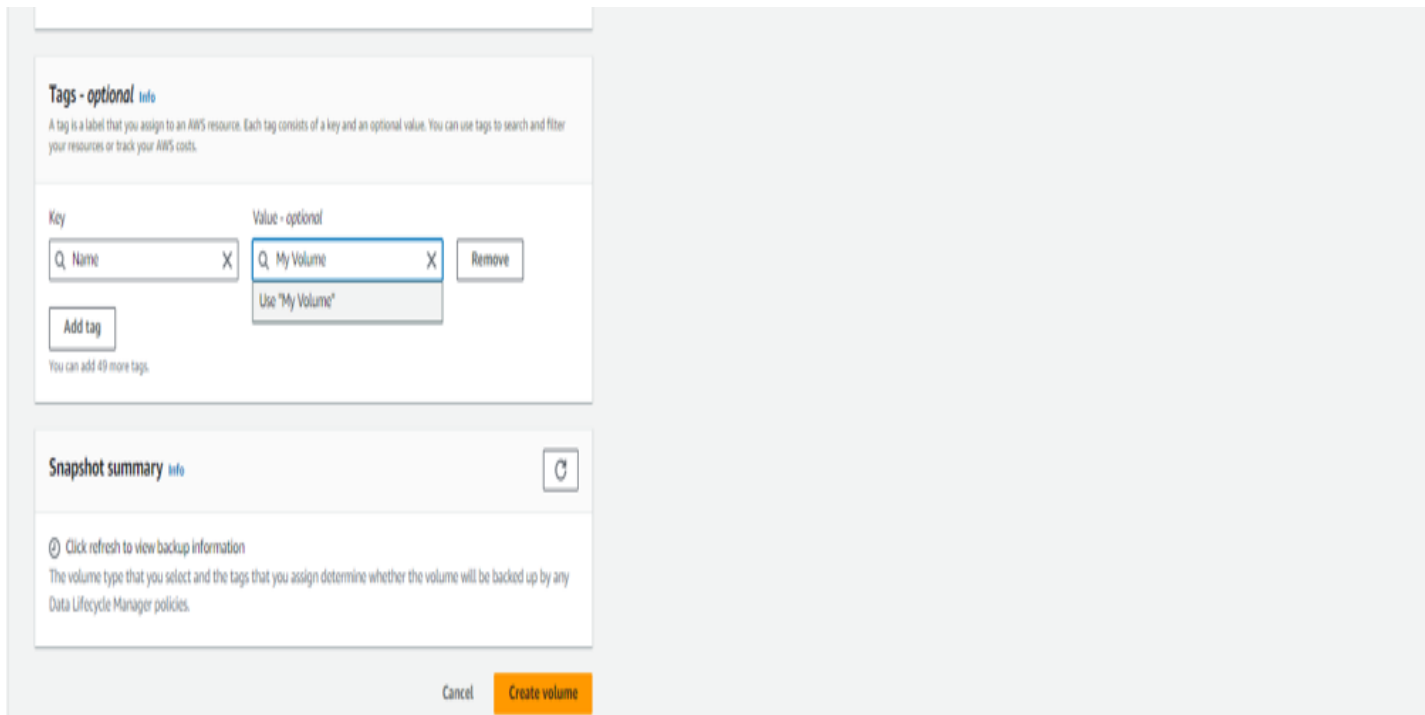 Tags - optional Info
A tag is a label that you assign to an AWS resource. Each tag consists of a key and an optional value. You can use tags to search and filter
your resources or track your AWS costs.
Key Value - optional
Name My Volume Remove
Use "My Volume"
Add tag
You can add 49 more tags.
Snapshot summary Info
Click refresh to view backup information
The volume type that you select and the tags that you assign determine whether the volume will be backed up by any
Data Lifecycle Manager policies.
Cancel Create volume